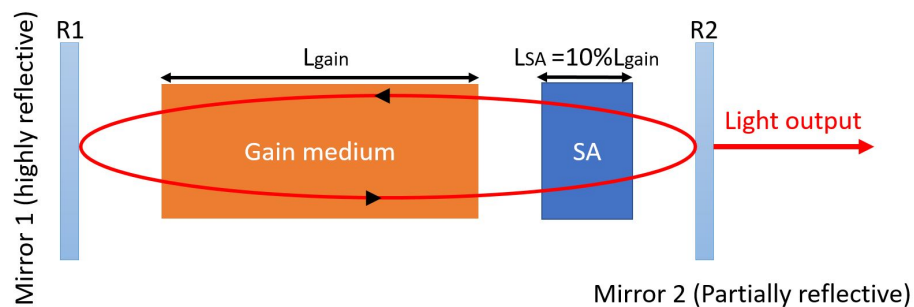 R1
R2
Lgain
LSA =10%Lgain
Mirror 1 (highly reflective)
Gain medium
SA
Light output
Mirror 2 (Partially reflective)